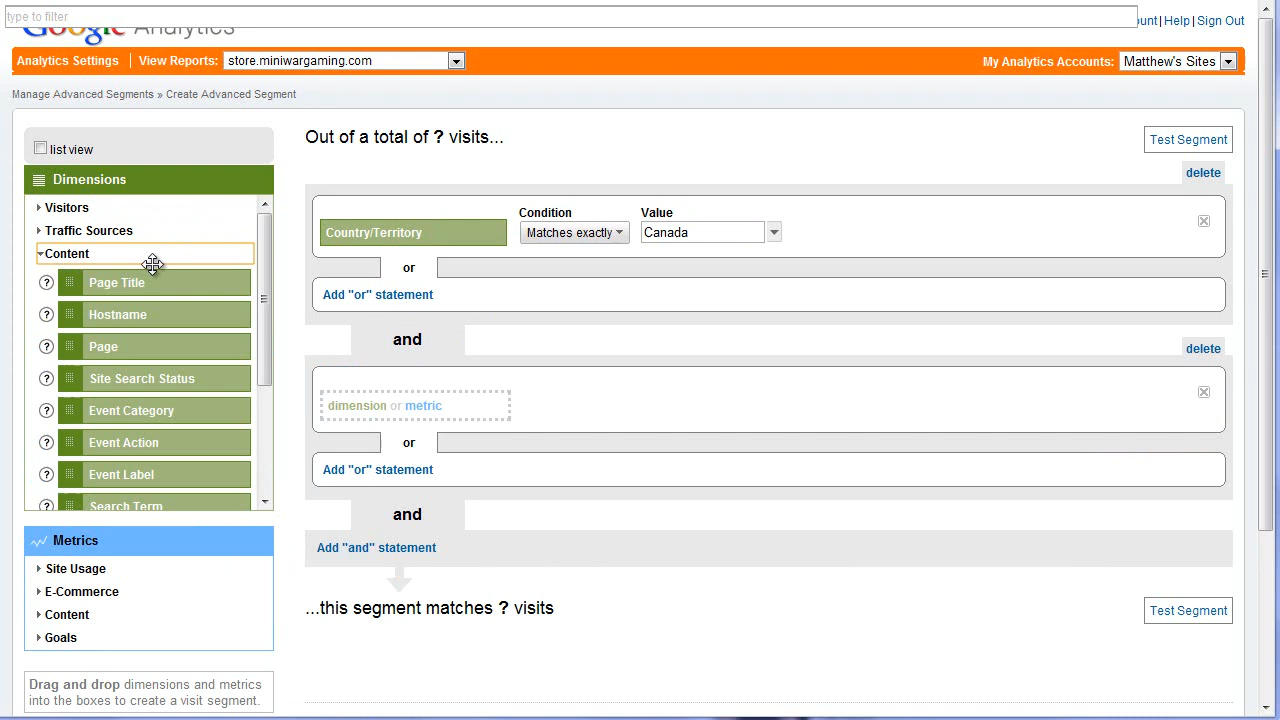 type to filter
Google Analytics
ount | Help | Sign Out
Analytics Settings | View Reports: store.miniwargaming.com
My Analytics Accounts: Matthew's Sites
Manage Advanced Segments » Create Advanced Segment
list view
Dimensions
Visitors
Traffic Sources
Content
? Page Title
? Hostname
? Page
? Site Search Status
? Event Category
? Event Action
? Event Label
? Search Term
Metrics
Site Usage
E-Commerce
Content
Goals
Drag and drop dimensions and metrics
into the boxes to create a visit segment.
Out of a total of ? visits...
Test Segment
delete
Condition Value
Country/Territory Matches exactly Canada
or
Add "or" statement
and
delete
dimension or metric
or
Add "or" statement
and
Add "and" statement
...this segment matches ? visits
Test Segment